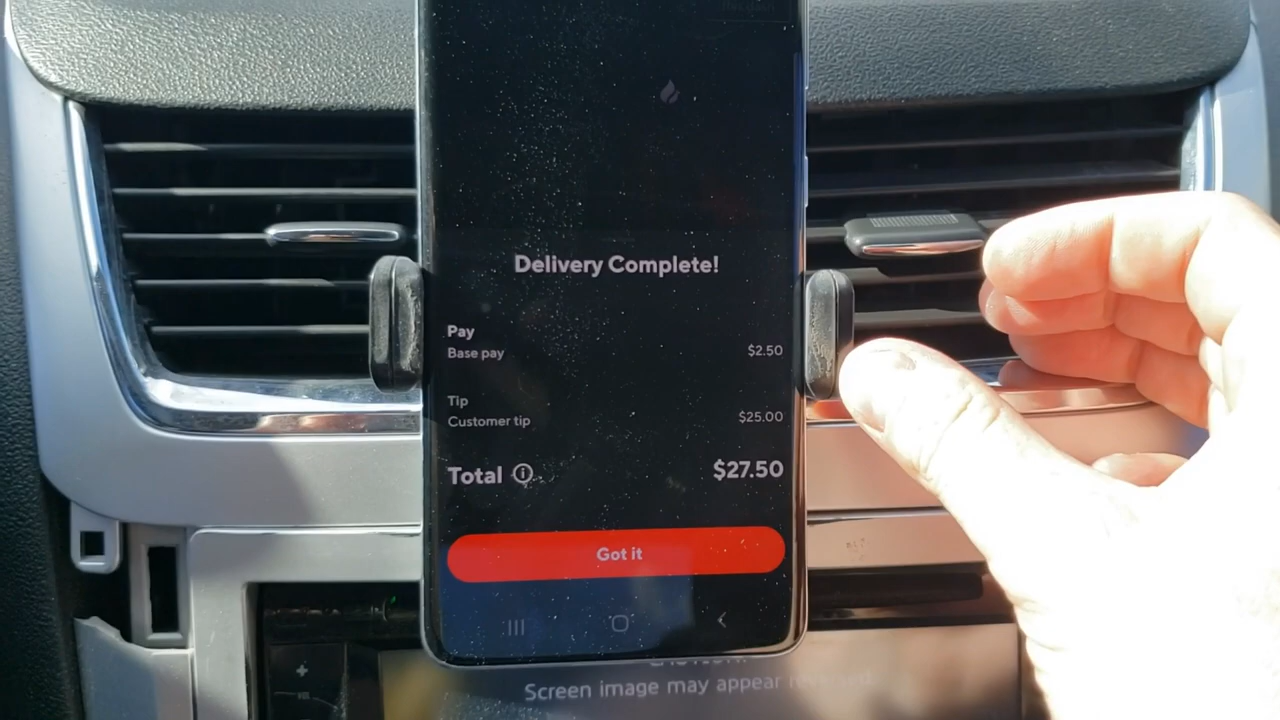 Delivery Complete!
Pay
Base pay $2.50
Tip
Customer tip $25.00
Total $27.50
Got it
Screen image may appear